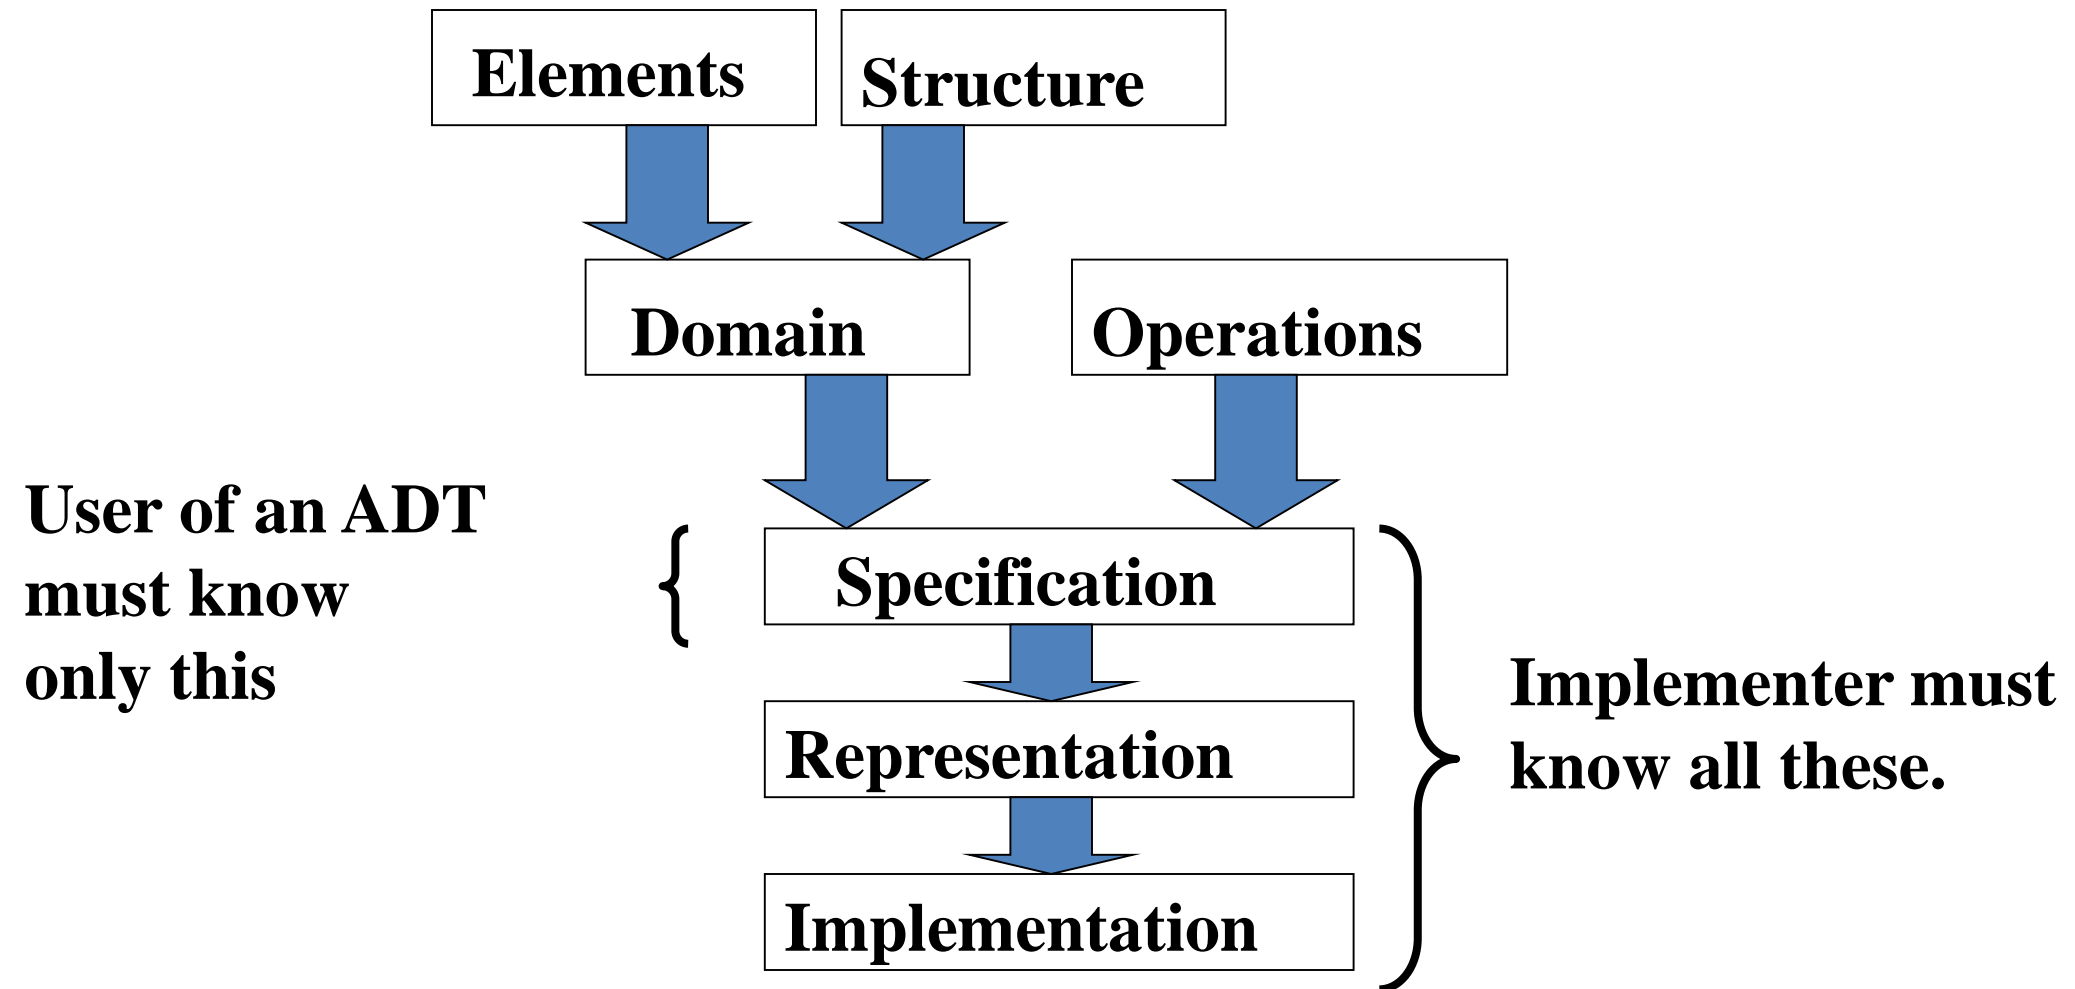 Elements
Structure
Domain
Operations
User of an ADT
must know
only this
Specification
Representation
Implementer must
know all these.
Implementation